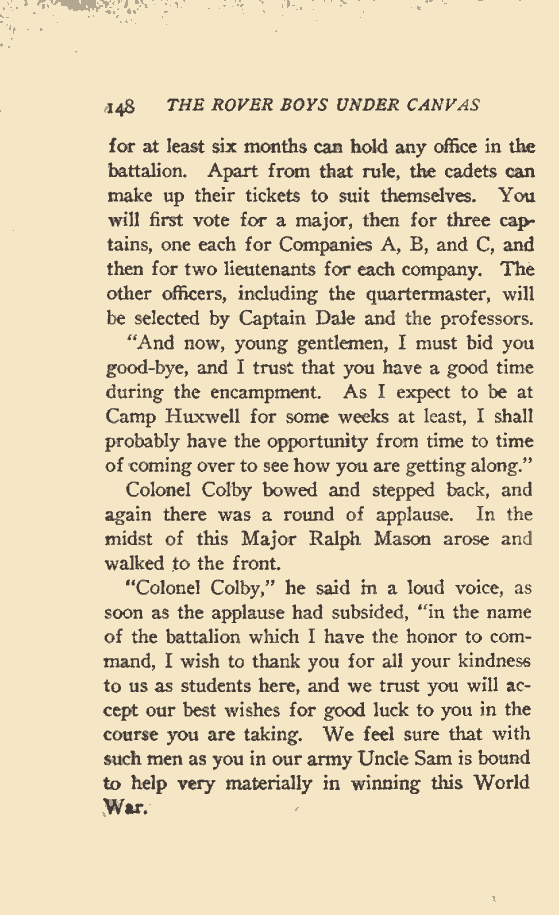 148 THE ROVER BOYS UNDER CANVAS
for at least six months can hold any office in the
battalion. Apart from that rule, the cadets can
make up their tickets to suit themselves. You
will first vote for a major, then for three cap-
tains, one each for Companies A, B, and C, and
then for two lieutenants for each company. The
other officers, including the quartermaster, will
be selected by Captain Dale and the professors.
"And now, young gentlemen, I must bid you
good-bye, and I trust that you have a good time
during the encampment. As I expect to be at
Camp Huxwell for some weeks at least, I shall
probably have the opportunity from time to time
of coming over to see how you are getting along."
Colonel Colby bowed and stepped back, and
again there was a round of applause. In the
midst of this Major Ralph Mason arose and
walked to the front.
"Colonel Colby," he said in a loud voice, as
soon as the applause had subsided, "in the name
of the battalion which I have the honor to com-
mand, I wish to thank you for all your kindness
to us as students here, and we trust you will ac-
cept our best wishes for good luck to you in the
course you are taking. We feel sure that with
such men as you in our army Uncle Sam is bound
to help very materially in winning this World
War.